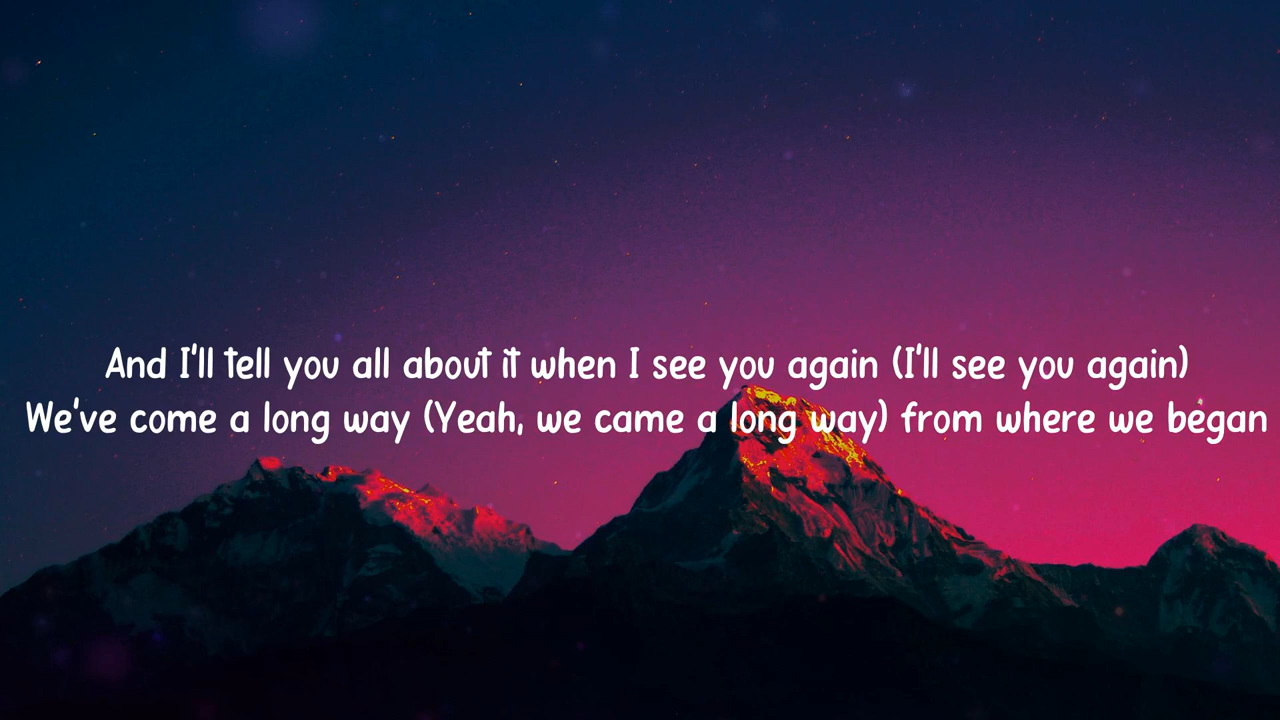 And I'll tell you all about it when I see you again (I'll see you again)
We've come a long way (Yeah, we came a long way) from where we began